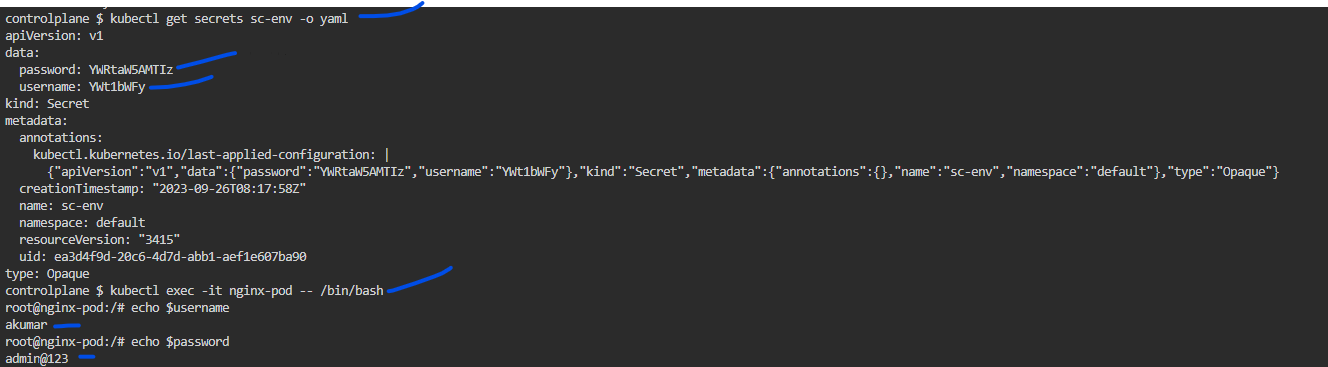 controlplane $ kubectl get secrets sc-env -o yaml
apiVersion: v1
data:
  password: YWRtaW5AMTIz
  username: YWt1bWFy
kind: Secret
metadata:
  annotations:
    kubectl.kubernetes.io/last-applied-configuration: |
      {"apiVersion":"v1","data":{"password":"YWRtaW5AMTIz","username":"YWt1bWFy"},"kind":"Secret","metadata":{"annotations":{},"name":"sc-env","namespace":"default"},"type":"Opaque"}
  creationTimestamp: "2023-09-26T08:17:58Z"
  name: sc-env
  namespace: default
  resourceVersion: "3415"
  uid: ea3d4f9d-20c6-4d7d-abb1-aef1e607ba90
type: Opaque
controlplane $ kubectl exec -it nginx-pod -- /bin/bash
root@nginx-pod:/# echo $username
akumar
root@nginx-pod:/# echo $password
admin@123